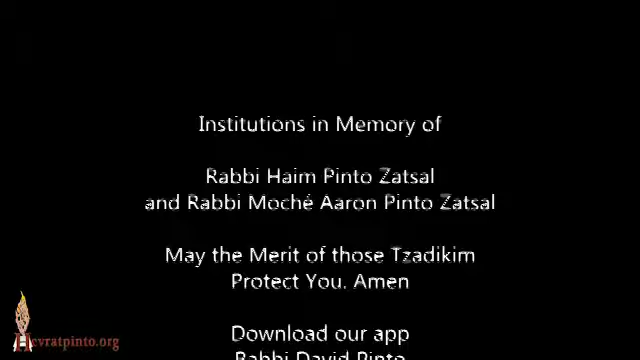 Institutions in Memory of
Rabbi Haim Pinto Zatsal
and Rabbi Moché Aaron Pinto Zatsal
May the Merit of those Tzadikim
Protect You. Amen
Download our app
Rabbi David Pinto
Hevratpinto.org